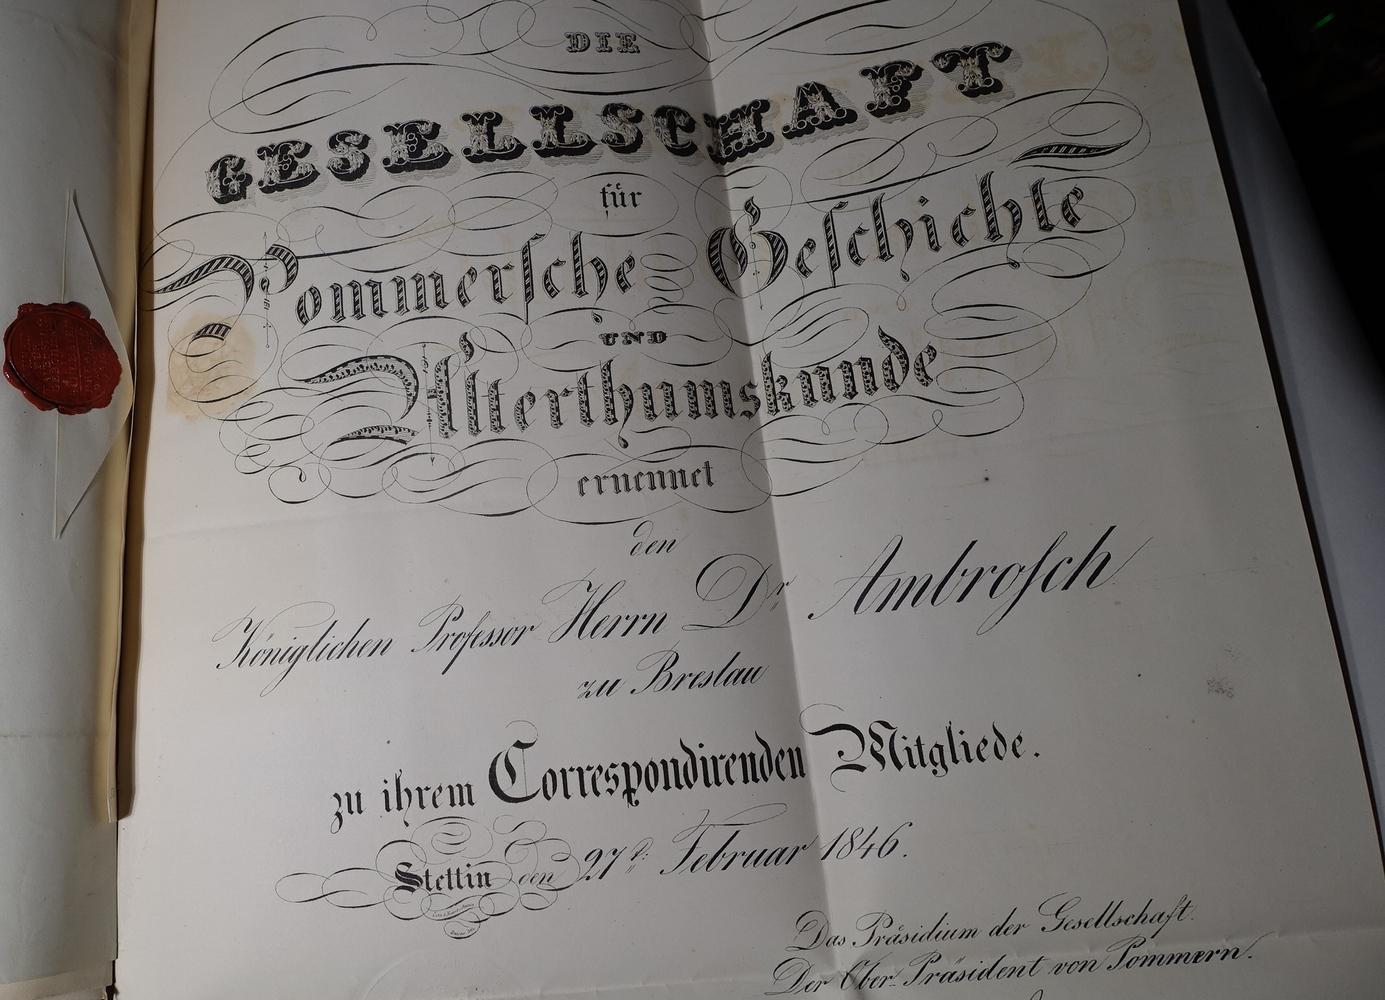 DIE
GESELLSCHAFT
für
Pommersche Geschichte
UND
Alterthumskunde
ernennet
den
Königlichen Professor Herrn Dr Ambrosch
zu Breslau
zu ihrem Correspondirenden Mitgliede.
Stettin den 27t: Februar 1846.
Das Präsidium der Gesellschaft.
Der Ober-Präsident von Pommern.